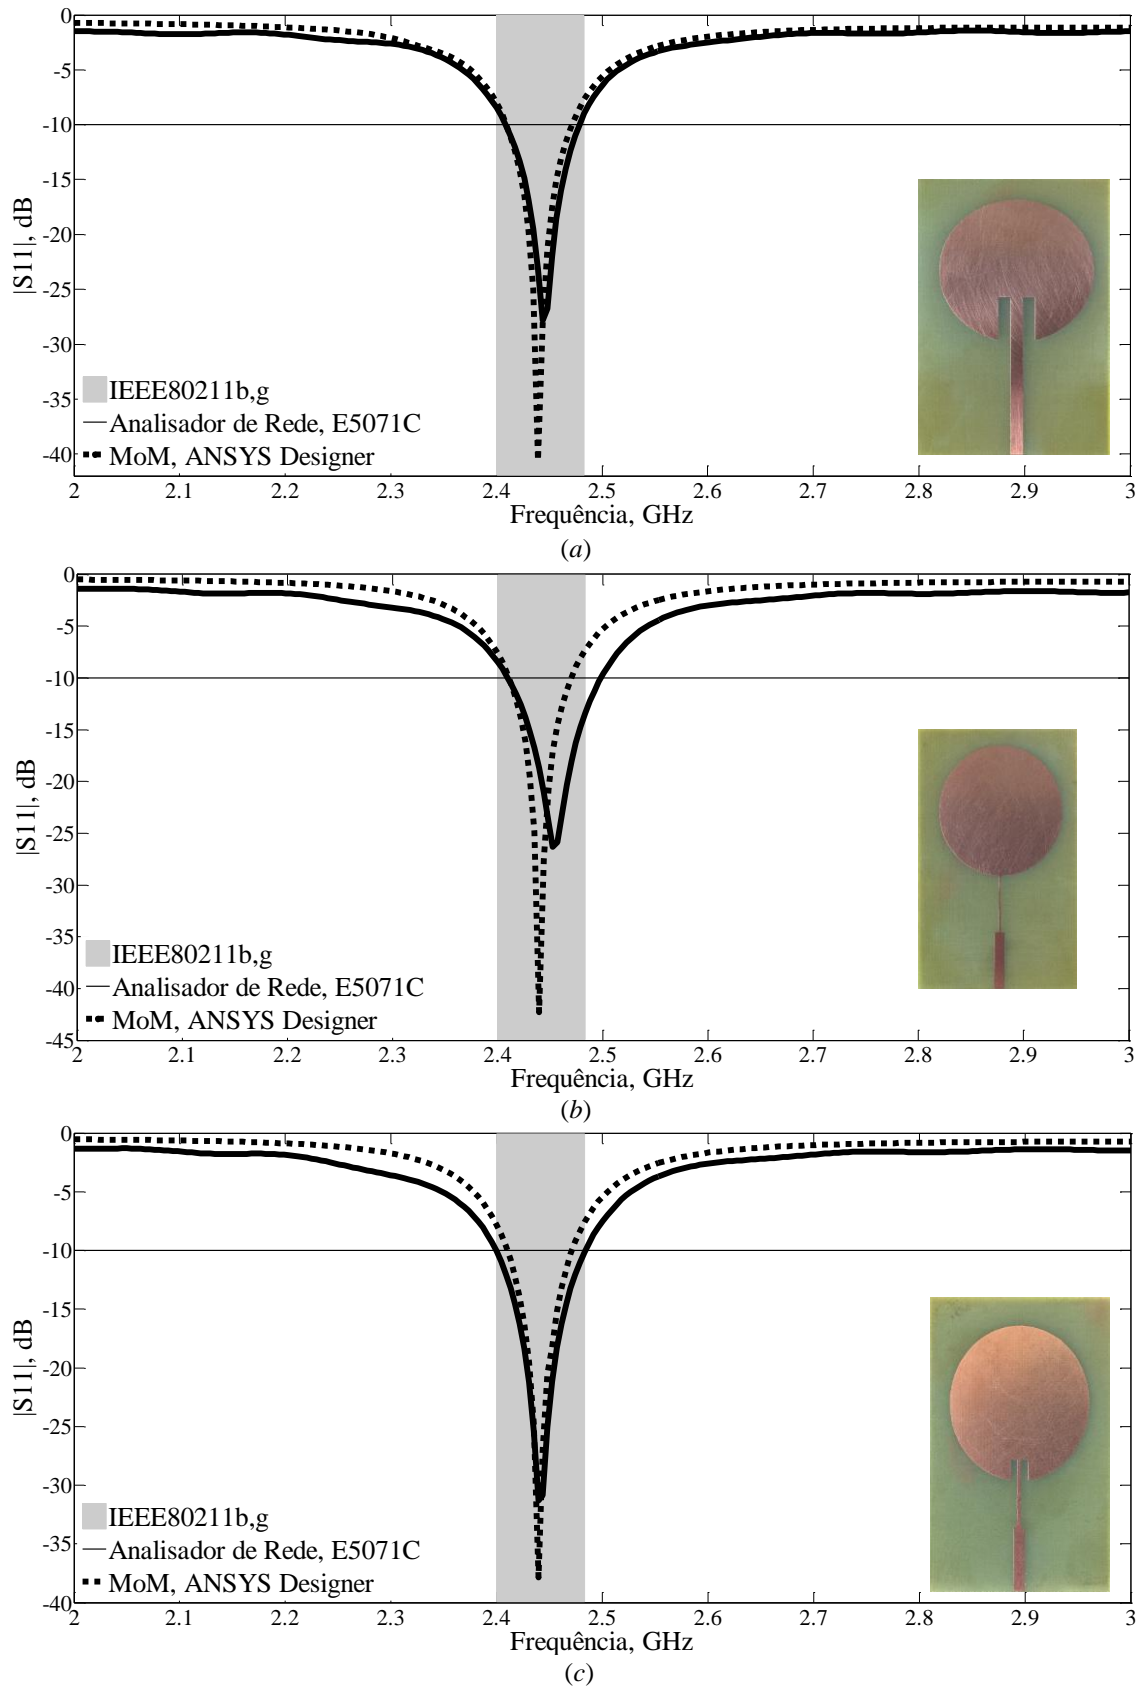 0
-5
-10
-15
-20
-25
-30
-35
-40
|S11|, dB
IEEE80211b,g
Analisador de Rede, E5071C
MoM, ANSYS Designer
2 2.1 2.2 2.3 2.4 2.5 2.6 2.7 2.8 2.9 3
Frequência, GHz
(a)
0
-5
-10
-15
-20
-25
-30
-35
-40
-45
|S11|, dB
IEEE80211b,g
Analisador de Rede, E5071C
MoM, ANSYS Designer
2 2.1 2.2 2.3 2.4 2.5 2.6 2.7 2.8 2.9 3
Frequência, GHz
(b)
0
-5
-10
-15
-20
-25
-30
-35
-40
|S11|, dB
IEEE80211b,g
Analisador de Rede, E5071C
MoM, ANSYS Designer
2 2.1 2.2 2.3 2.4 2.5 2.6 2.7 2.8 2.9 3
Frequência, GHz
(c)